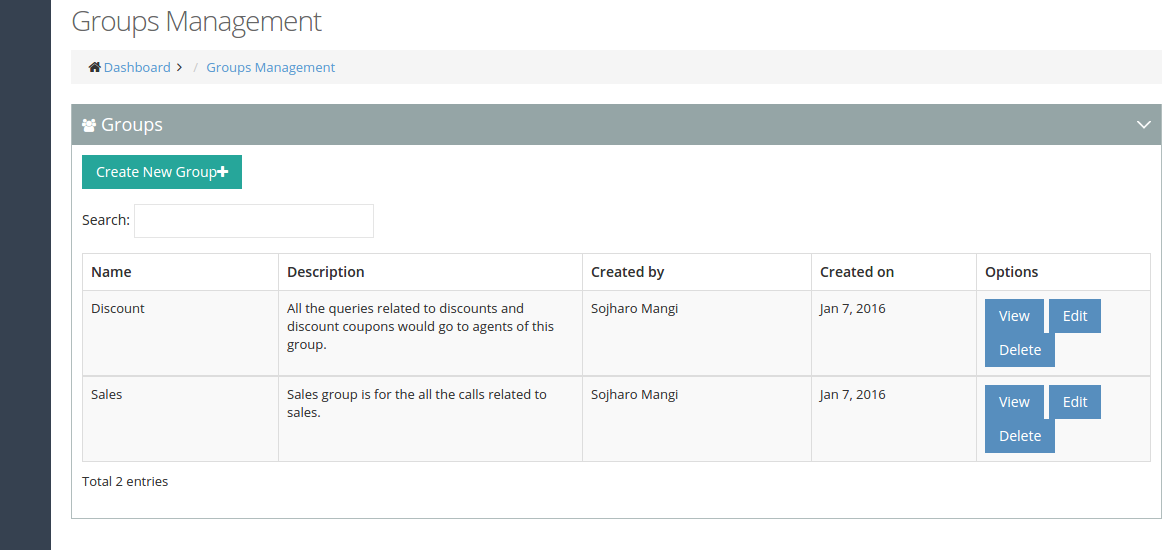 Groups Management
Dashboard > / Groups Management
Groups
Create New Group+
Search:
Name Description Created by Created on Options
Discount All the queries related to discounts and discount coupons would go to agents of this group. Sojharo Mangi Jan 7, 2016 View Edit Delete
Sales Sales group is for the all the calls related to sales. Sojharo Mangi Jan 7, 2016 View Edit Delete
Total 2 entries